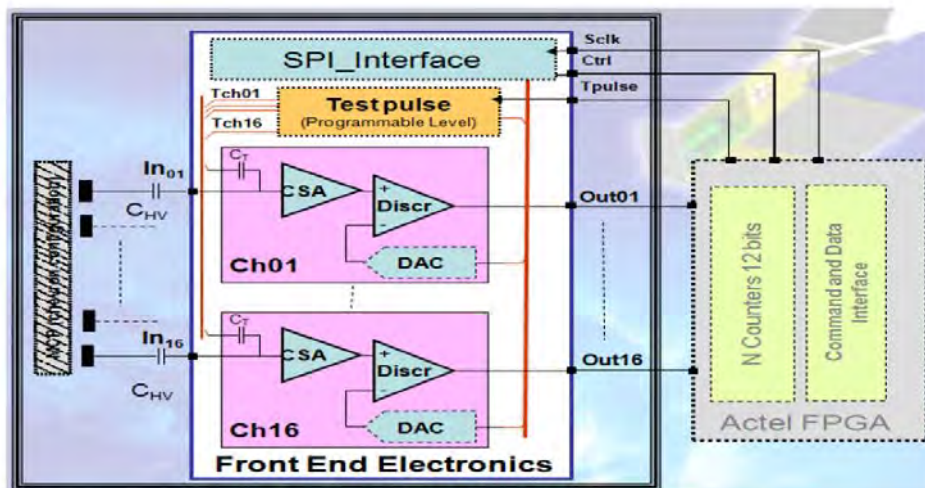 SPI_Interface
Sclk
Ctrl
Tpulse
Tch01
Testpulse
(Programmable Level)
Tch16
In01
CHV
CT
CSA
+
Discr
-
DAC
Ch01
Out01
In16
CHV
CT
CSA
+
Discr
-
DAC
Ch16
Out16
Front End Electronics
N Counters 12 bits
Command and Data
Interface
Actel FPGA